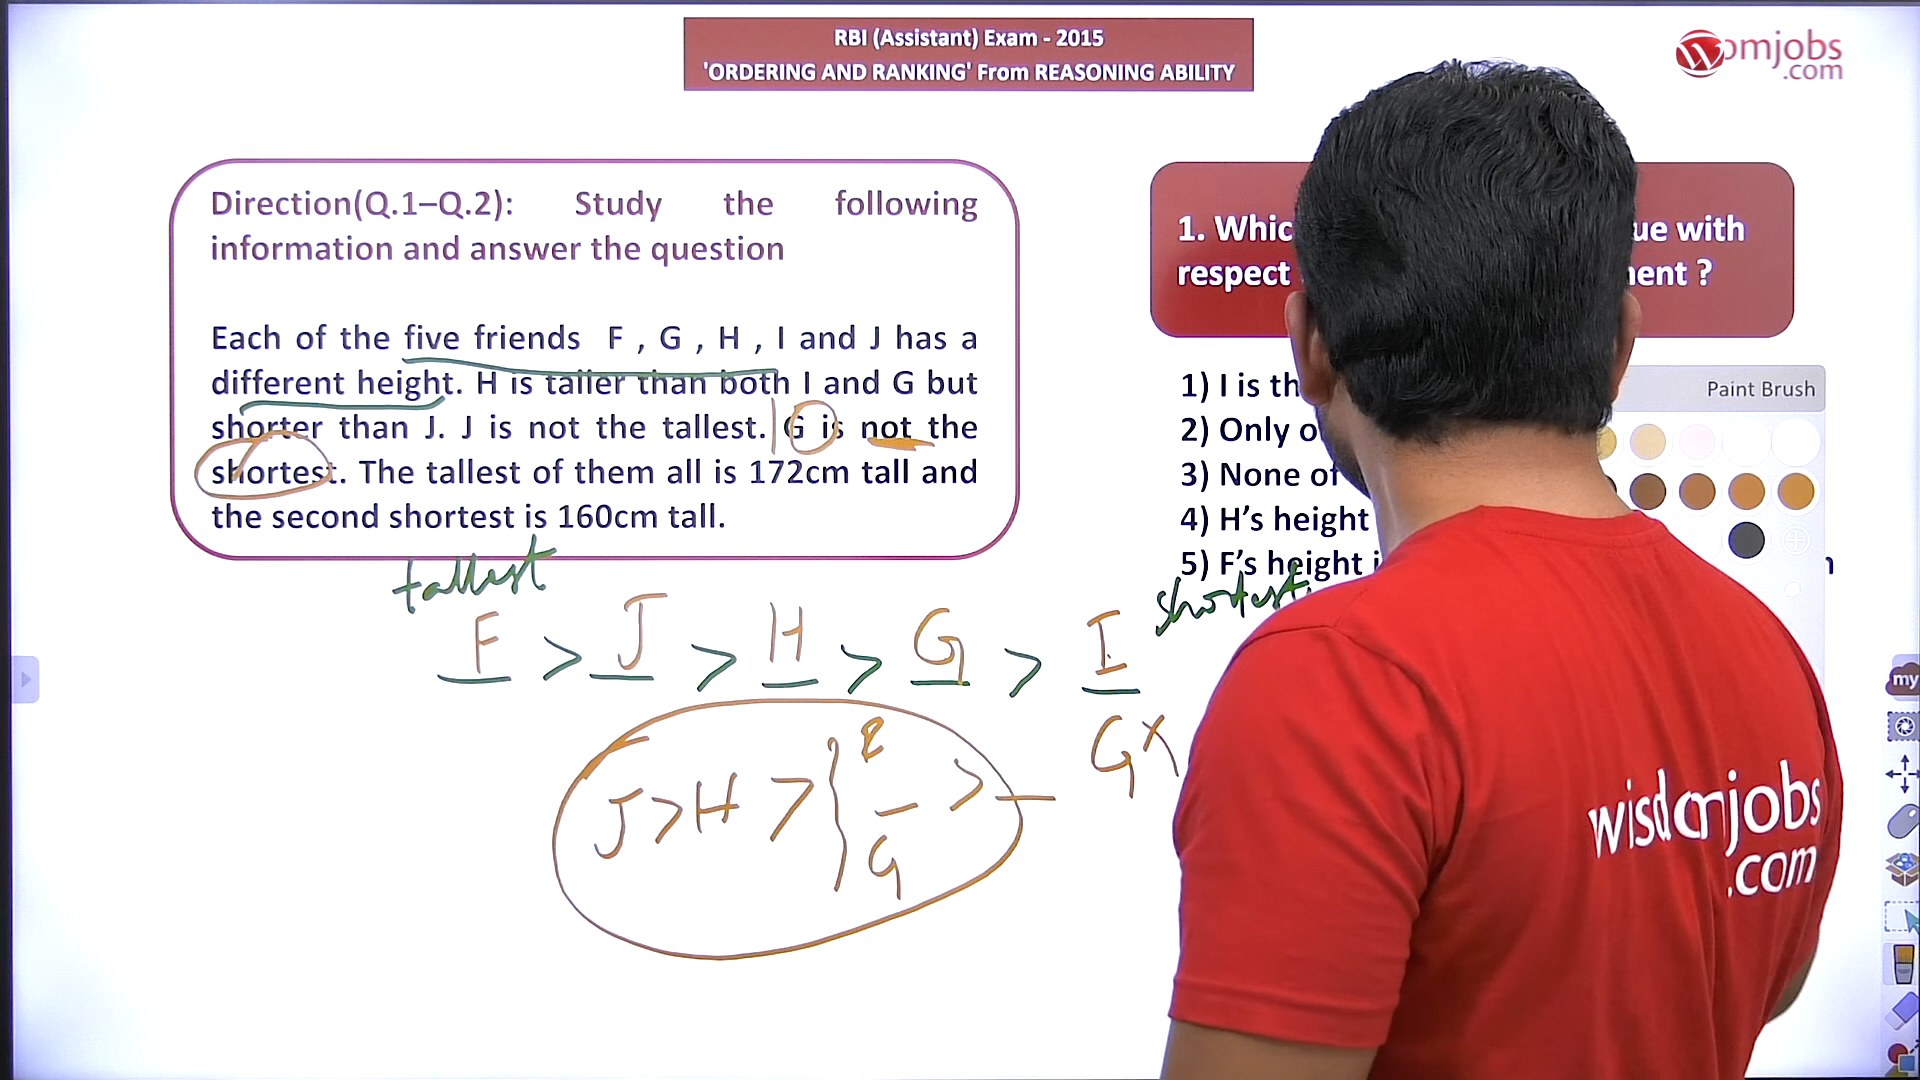 RBI (Assistant) Exam - 2015
'ORDERING AND RANKING' From REASONING ABILITY
omjobs
.com
Direction(Q.1–Q.2): Study the following
information and answer the question
Each of the five friends F , G , H , I and J has a
different height. H is taller than both I and G but
shorter than J. J is not the tallest. G is not the
shortest. The tallest of them all is 172cm tall and
the second shortest is 160cm tall.
1. Whic ue with
respect ent ?
1) I is th
2) Only o
3) None of
4) H's height
5) F's height
Paint Brush
tallest
shortest
F > J > H > G > I
G x
J > H >
G
>
my
wisdomjobs
.com